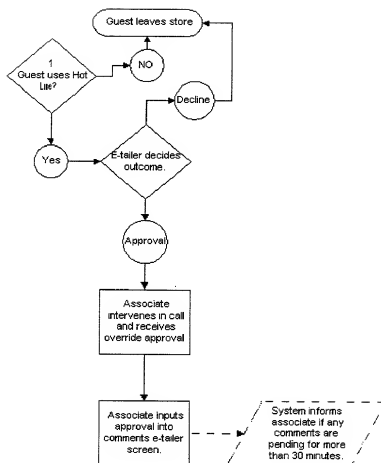 Guest leaves store
1
Guest uses Hot
Line?
NO
Decline
Yes
E-tailer decides
outcome.
Approval
Associate
intervenes in call
and receives
override approval
Associate inputs
approval into
comments e-tailer
screen.
System informs
associate if any
comments are
pending for more
than 30 minutes.